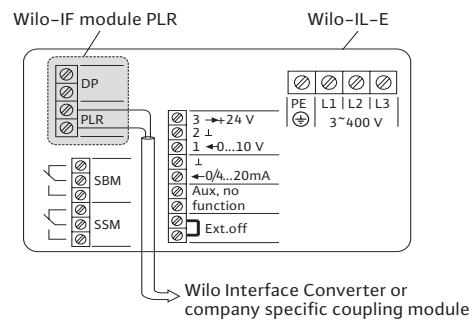 Wilo-IF module PLR
Wilo-IL-E
DP
PLR
PE L1 L2 L3
3~400 V
3 →+24 V
2 ⊥
1 ←0...10 V
⊥
←0/4...20mA
Aux, no
function
Ext.off
SBM
SSM
Wilo Interface Converter or
company specific coupling module